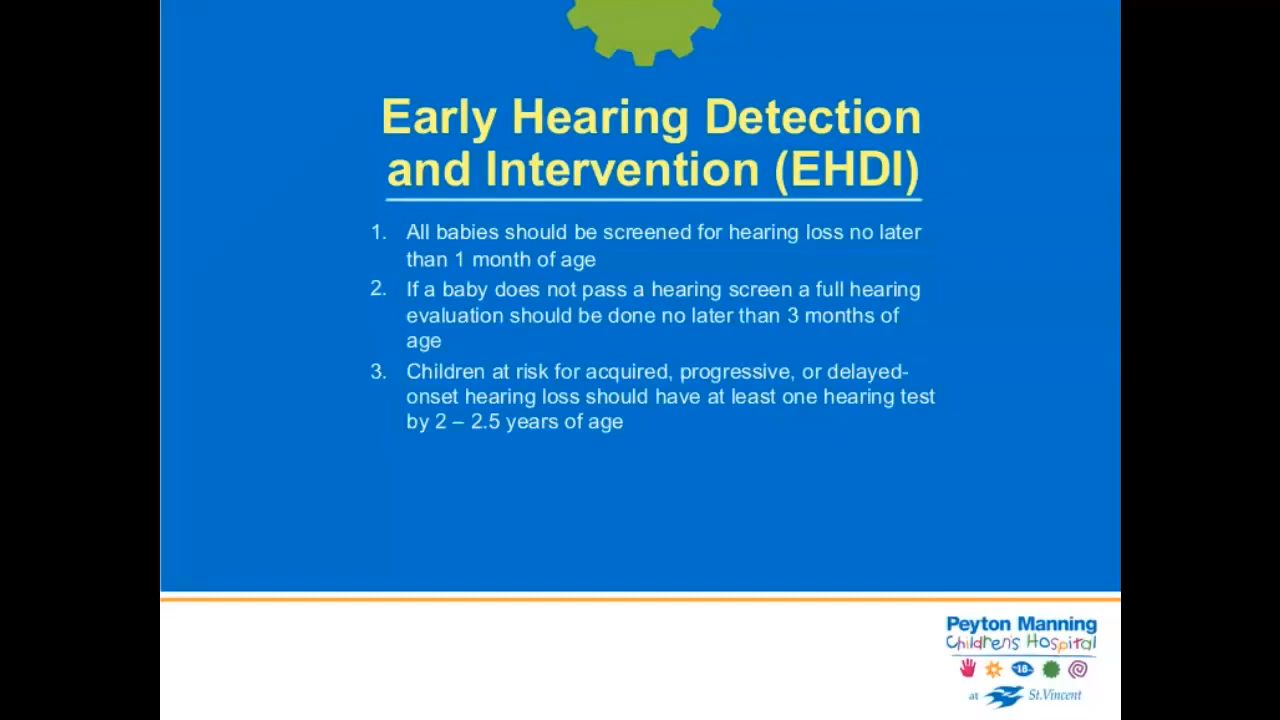 Early Hearing Detection
and Intervention (EHDI)
1. All babies should be screened for hearing loss no later
than 1 month of age
2. If a baby does not pass a hearing screen a full hearing
evaluation should be done no later than 3 months of
age
3. Children at risk for acquired, progressive, or delayed-
onset hearing loss should have at least one hearing test
by 2 – 2.5 years of age
Peyton Manning
Children's Hospital
18
at St.Vincent